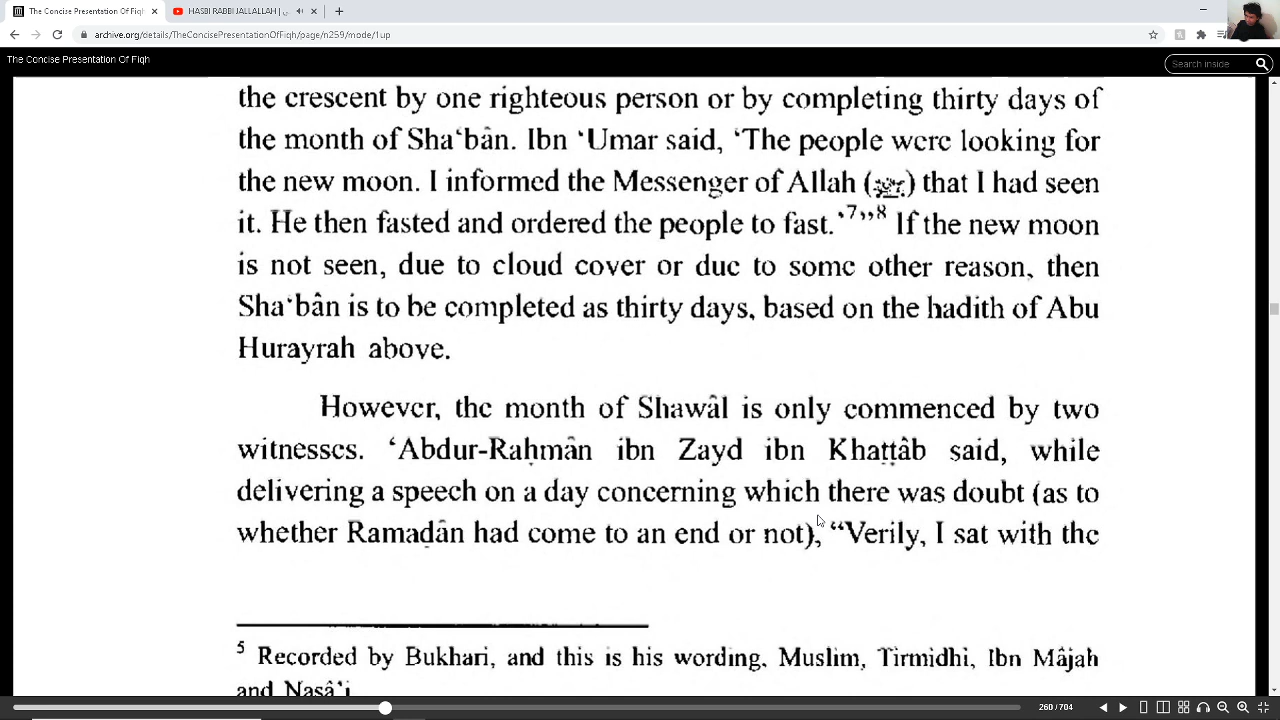 The Concise Presentation Of Fiqh
HASBI RABBI JALLALLAH |
archive.org/details/TheConcisePresentationOfFiqh/page/n259/mode/1up
The Concise Presentation Of Fiqh
Search inside
the crescent by one righteous person or by completing thirty days of
the month of Sha‘bân. Ibn ‘Umar said, ‘The people were looking for
the new moon. I informed the Messenger of Allah (ﷺ) that I had seen
it. He then fasted and ordered the people to fast.’7”8 If the new moon
is not seen, due to cloud cover or due to some other reason, then
Sha‘bân is to be completed as thirty days, based on the hadith of Abu
Hurayrah above.
However, the month of Shawâl is only commenced by two
witnesses. ‘Abdur-Raḥmân ibn Zayd ibn Khaṭṭâb said, while
delivering a speech on a day concerning which there was doubt (as to
whether Ramaḍân had come to an end or not), “Verily, I sat with the
5 Recorded by Bukhari, and this is his wording, Muslim, Tirmidhi, Ibn Mâjah
and Nasâ’i
260 / 704